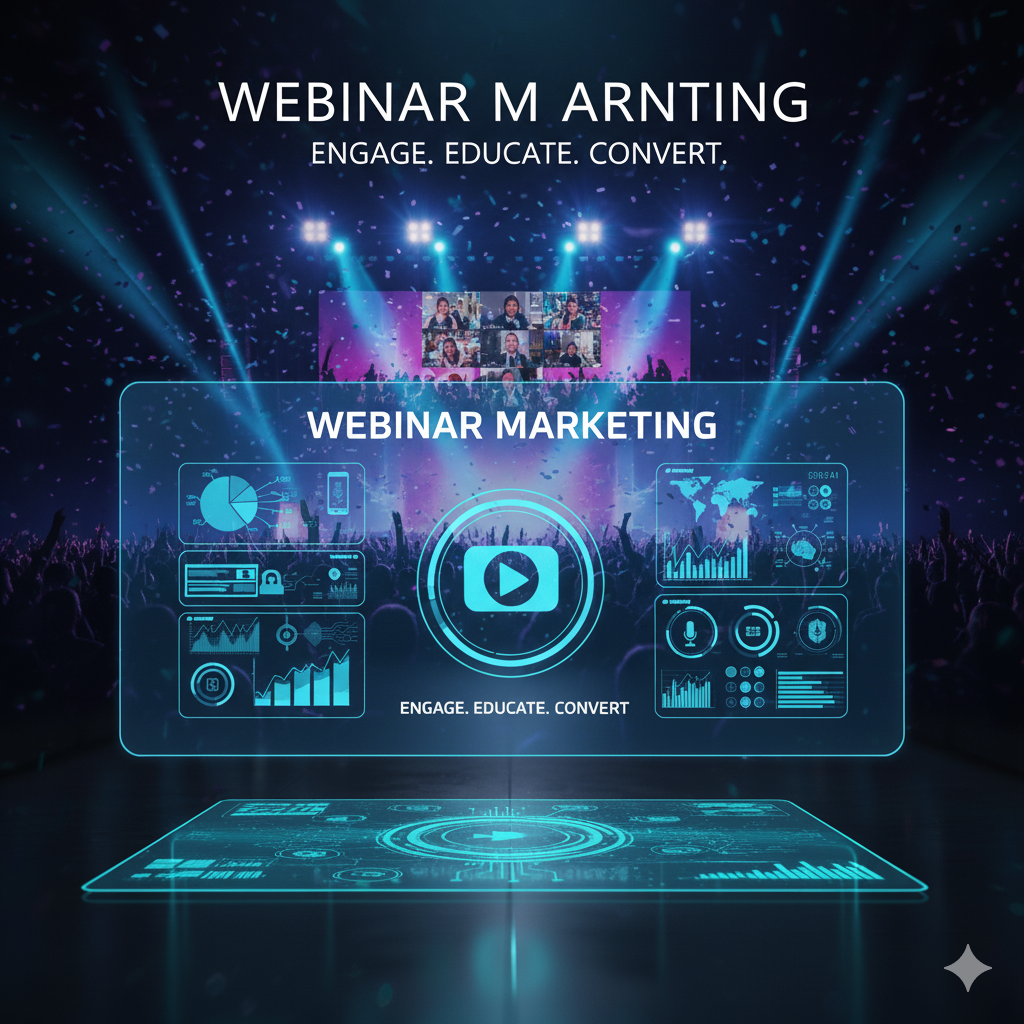 WEBINAR M ARNTING
ENGAGE. EDUCATE. CONVERT.
WEBINAR MARKETING
ENGAGE. EDUCATE. CONVERT